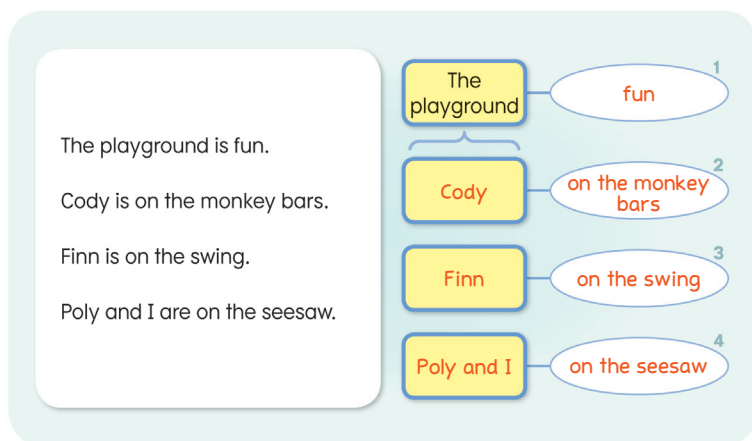 The playground is fun.
Cody is on the monkey bars.
Finn is on the swing.
Poly and I are on the seesaw.
The
playground
1
fun
Cody
2
on the monkey
bars
Finn
3
on the swing
Poly and I
4
on the seesaw